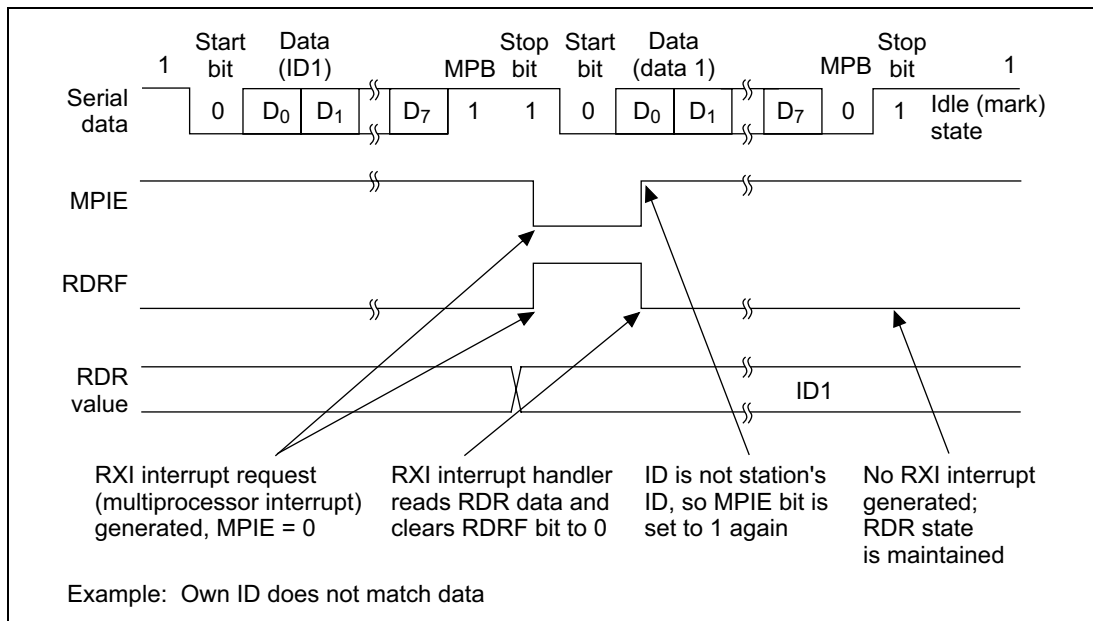 Start Data Stop Start Data Stop
1 bit (ID1) MPB bit bit (data 1) MPB bit 1
Serial data 0 D0 D1 D7 1 1 0 D0 D1 D7 0 1 Idle (mark) state
MPIE
RDRF
RDR
value
ID1
RXI interrupt request
(multiprocessor interrupt)
generated, MPIE = 0
RXI interrupt handler
reads RDR data and
clears RDRF bit to 0
ID is not station's
ID, so MPIE bit is
set to 1 again
No RXI interrupt
generated;
RDR state
is maintained
Example: Own ID does not match data